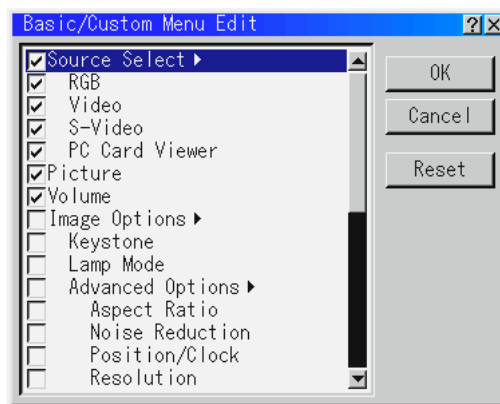 Basic/Custom Menu Edit
Source Select
RGB
Video
S-Video
PC Card Viewer
Picture
Volume
Image Options
Keystone
Lamp Mode
Advanced Options
Aspect Ratio
Noise Reduction
Position/Clock
Resolution
OK
Cancel
Reset